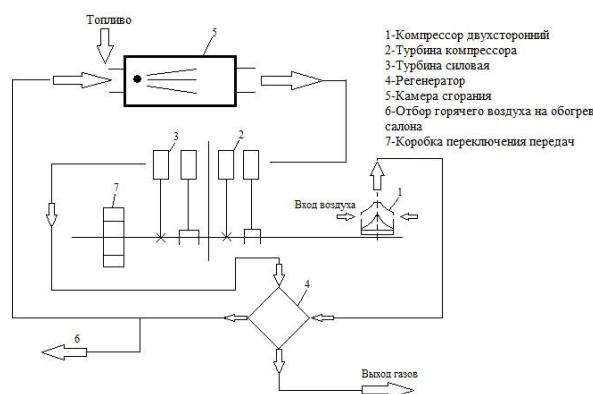 Топливо
5
1-Компрессор двухсторонний
2-Турбина компрессора
3-Турбина силовая
4-Регенератор
5-Камера сгорания
6-Отбор горячего воздуха на обогрев
салона
7-Коробка переключения передач
3
2
7
Вход воздуха
1
4
6
Выход газов